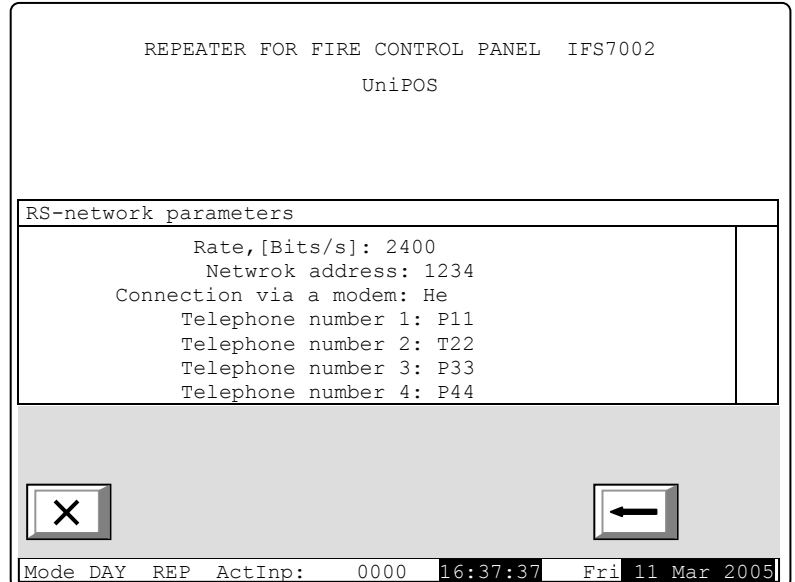 REPEATER FOR FIRE CONTROL PANEL IFS7002
UniPOS
RS-network parameters
Rate,[Bits/s]: 2400
Netwrok address: 1234
Connection via a modem: He
Telephone number 1: P11
Telephone number 2: T22
Telephone number 3: P33
Telephone number 4: P44
Mode DAY REP ActInp: 0000 16:37:37 Fri 11 Mar 2005